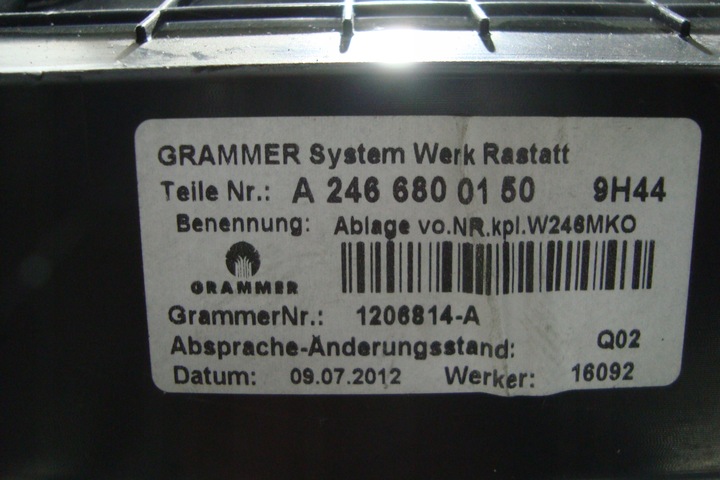 GRAMMER System Werk Rastatt
Teile Nr.: A 246 680 01 50 9H44
Benennung: Ablage vo.NR.kpl.W246MKO
GRAMMER
GrammerNr.: 1206814-A
Absprache-Änderungsstand: Q02
Datum: 09.07.2012 Werker: 16092